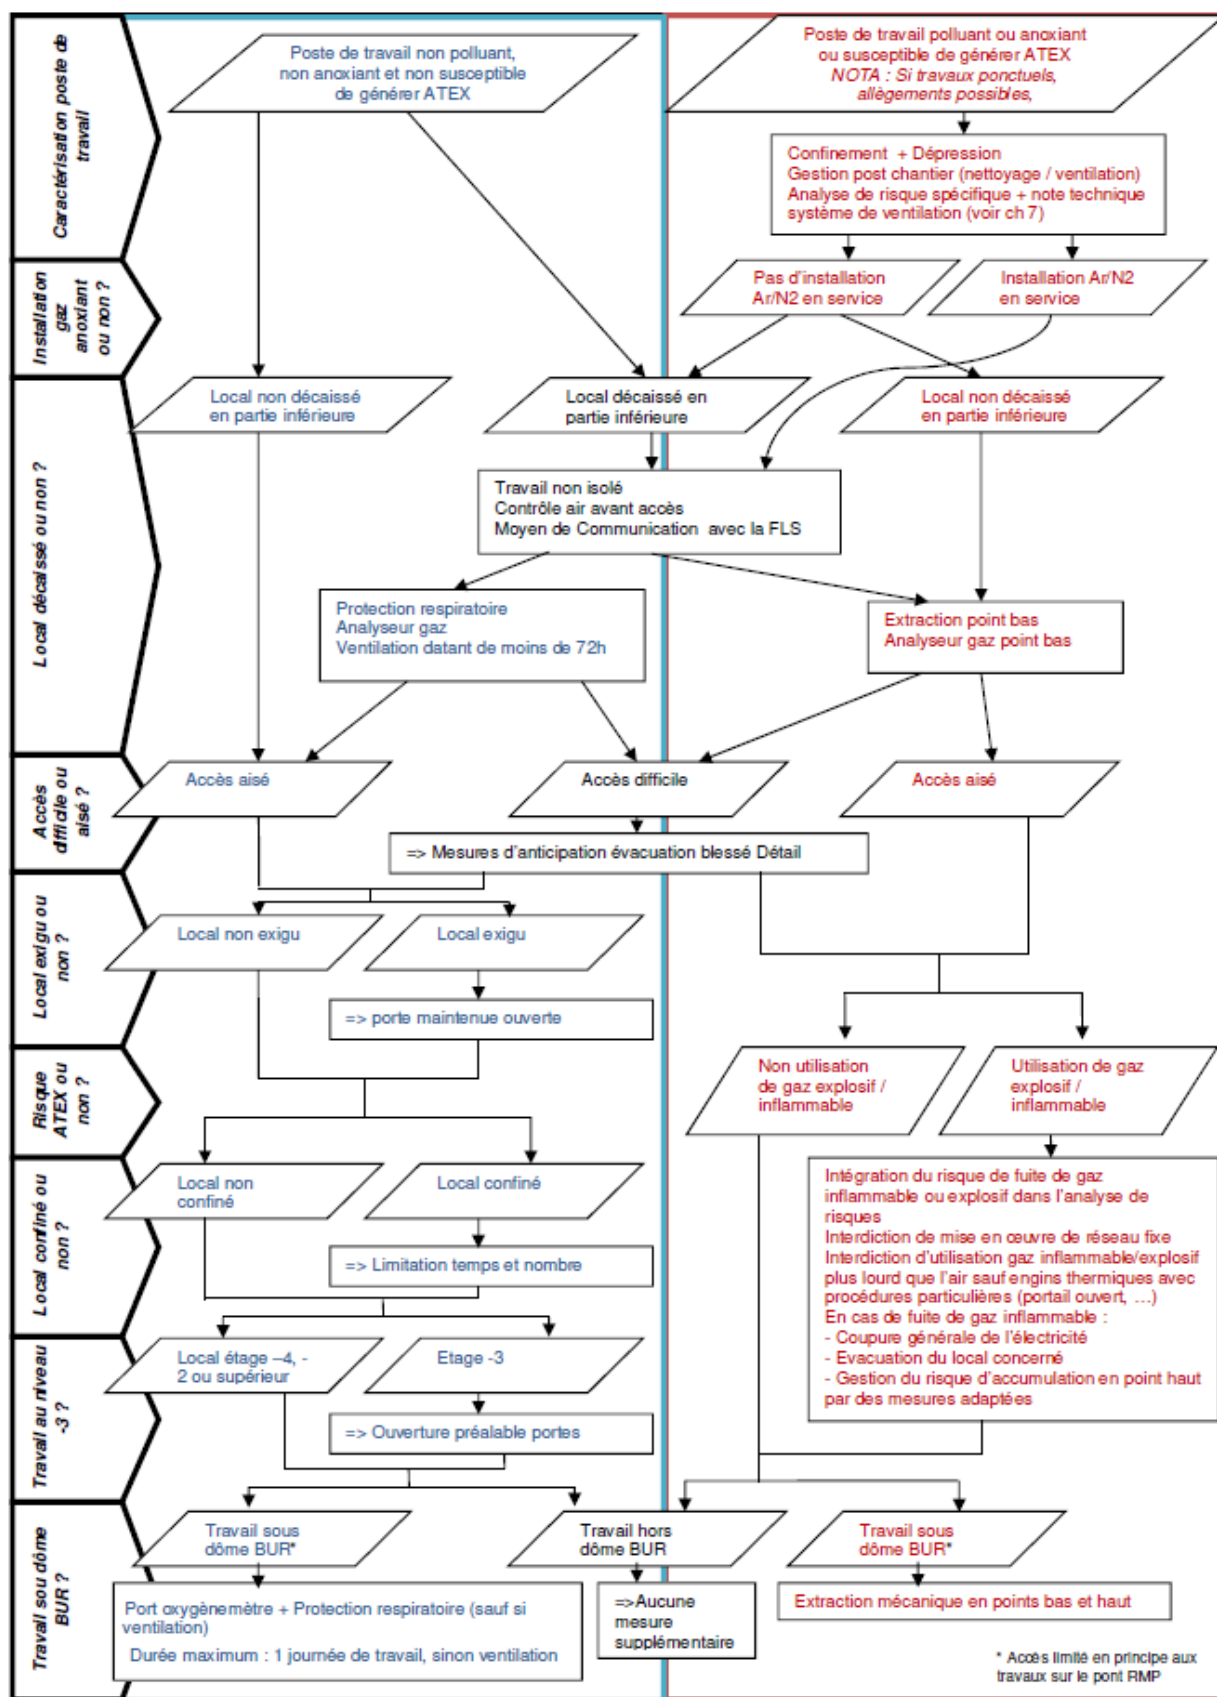 Caractérisation poste de
travail
Poste de travail non polluant,
non anoxiant et non susceptible
de générer ATEX
Poste de travail polluant ou anoxiant
ou susceptible de générer ATEX
NOTA : Si travaux ponctuels,
allègements possibles,
Confinement + Dépression
Gestion post chantier (nettoyage / ventilation)
Analyse de risque spécifique + note technique
système de ventilation (voir ch 7)
Installation
gaz
anoxiant
ou non ?
Pas d'installation
Ar/N2 en service
Installation Ar/N2
en service
Local décaissé ou non ?
Local non décaissé
en partie inférieure
Local décaissé en
partie inférieure
Local non décaissé
en partie inférieure
Travail non isolé
Contrôle air avant accès
Moyen de Communication avec la FLS
Protection respiratoire
Analyseur gaz
Ventilation datant de moins de 72h
Extraction point bas
Analyseur gaz point bas
Accès
difficile ou
aisé ?
Accès aisé
Accès difficile
Accès aisé
=> Mesures d'anticipation évacuation blessé Détail
Local exigu ou
non ?
Local non exigu
Local exigu
=> porte maintenue ouverte
Risque
ATEX ou
non ?
Non utilisation
de gaz explosif /
inflammable
Utilisation de gaz
explosif /
inflammable
Local confiné ou
non ?
Local non
confiné
Local confiné
=> Limitation temps et nombre
Intégration du risque de fuite de gaz
inflammable ou explosif dans l'analyse de
risques
Interdiction de mise en œuvre de réseau fixe
Interdiction d'utilisation gaz inflammable/explosif
plus lourd que l'air sauf engins thermiques avec
procédures particulières (portail ouvert, …)
En cas de fuite de gaz inflammable :
- Coupure générale de l'électricité
- Evacuation du local concerné
- Gestion du risque d'accumulation en point haut
par des mesures adaptées
Travail au niveau
-3 ?
Local étage –4, -
2 ou supérieur
Etage -3
=> Ouverture préalable portes
Travail sou dôme
BUR ?
Travail sous
dôme BUR*
Travail hors
dôme BUR
Travail sous
dôme BUR*
Port oxygènemètre + Protection respiratoire (sauf si
ventilation)
Durée maximum : 1 journée de travail, sinon ventilation
=>Aucune
mesure
supplémentaire
Extraction mécanique en points bas et haut
* Accès limité en principe aux
travaux sur le pont RMP